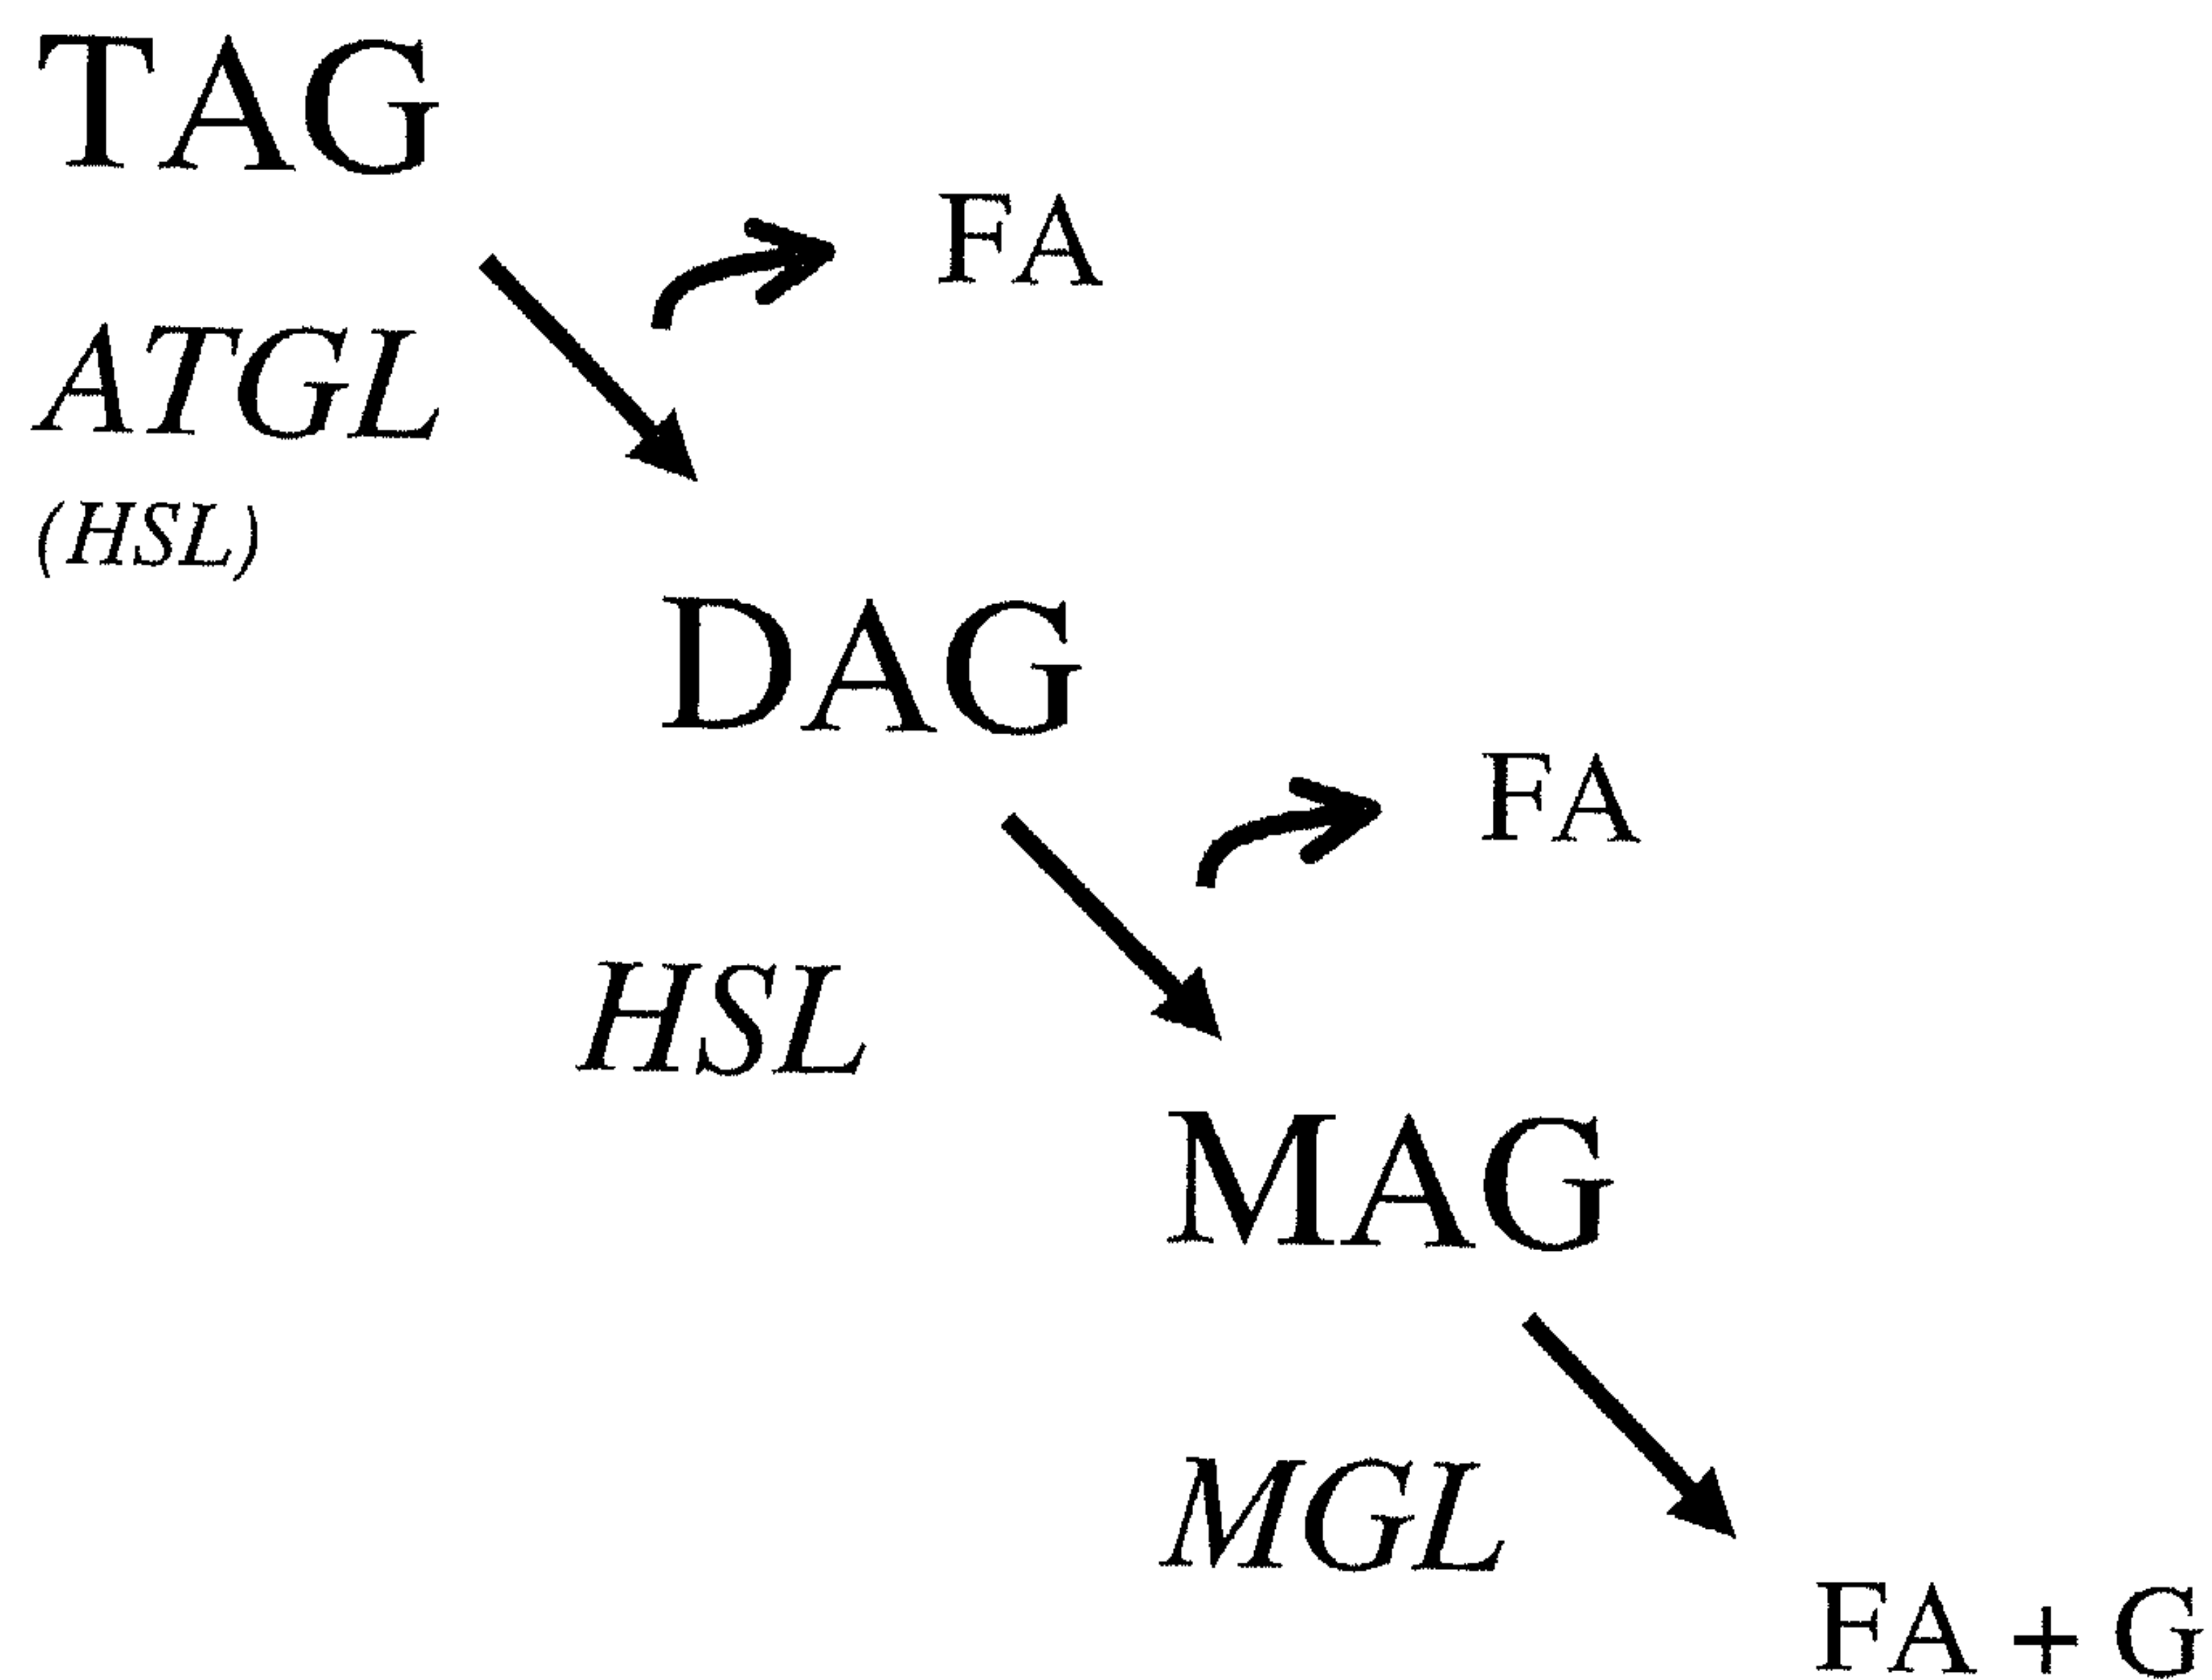 TAG
FA
ATGL
(HSL)
DAG
FA
HSL
MAG
MGL
FA + G